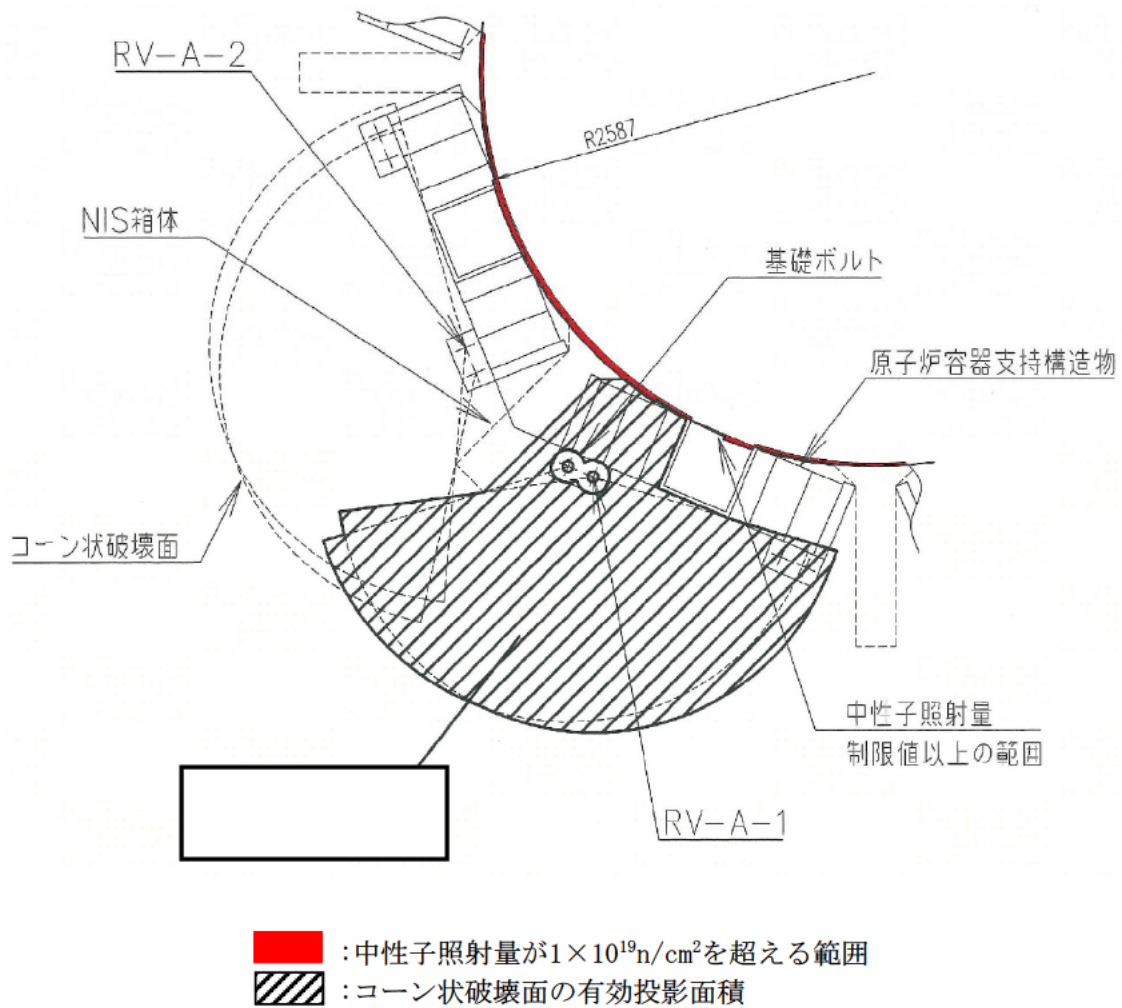 RV-A-2
R2587
NIS箱体
基礎ボルト
原子炉容器支持構造物
コーン状破壊面
中性子照射量
制限値以上の範囲
RV-A-1
:中性子照射量が1×10¹⁹n/cm²を超える範囲
:コーン状破壊面の有効投影面積